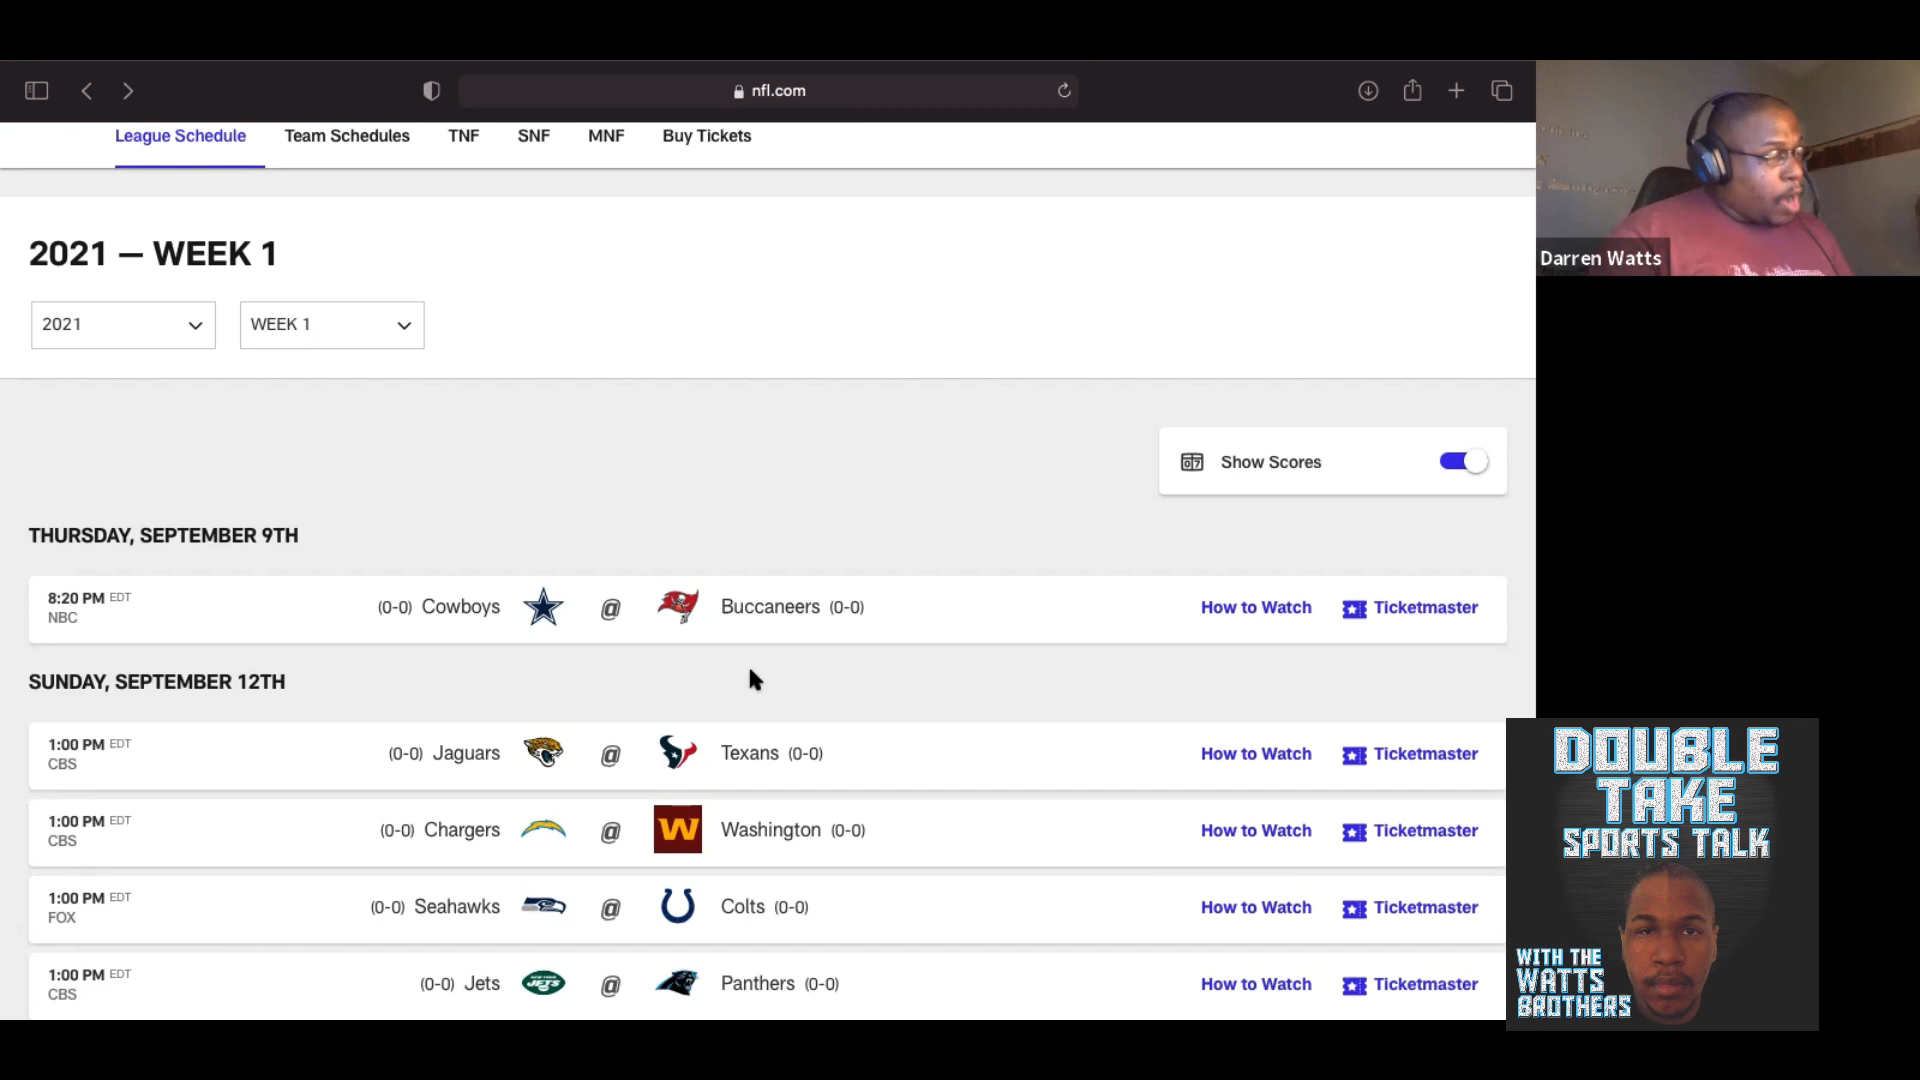 nfl.com
League Schedule Team Schedules TNF SNF MNF Buy Tickets
2021 — WEEK 1
2021 WEEK 1
Show Scores
THURSDAY, SEPTEMBER 9TH
8:20 PM EDT
NBC
(0-0) Cowboys @ Buccaneers (0-0) How to Watch Ticketmaster
SUNDAY, SEPTEMBER 12TH
1:00 PM EDT
CBS
(0-0) Jaguars @ Texans (0-0) How to Watch Ticketmaster
1:00 PM EDT
CBS
(0-0) Chargers @ W Washington (0-0) How to Watch Ticketmaster
1:00 PM EDT
FOX
(0-0) Seahawks @ Colts (0-0) How to Watch Ticketmaster
1:00 PM EDT
CBS
(0-0) Jets JETS @ Panthers (0-0) How to Watch Ticketmaster
Darren Watts
DOUBLE
TAKE
SPORTS TALK
WITH THE
WATTS
BROTHERS